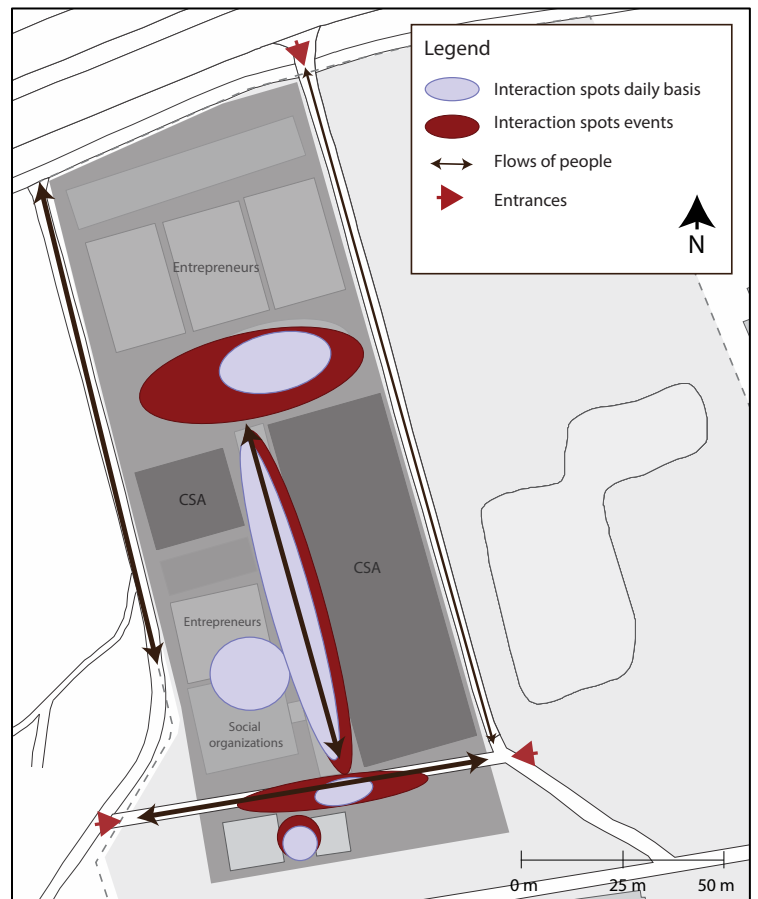 Legend
Interaction spots daily basis
Interaction spots events
Flows of people
Entrances
N
Entrepreneurs
CSA
CSA
Entrepreneurs
Social
organizations
0 m
25 m
50 m